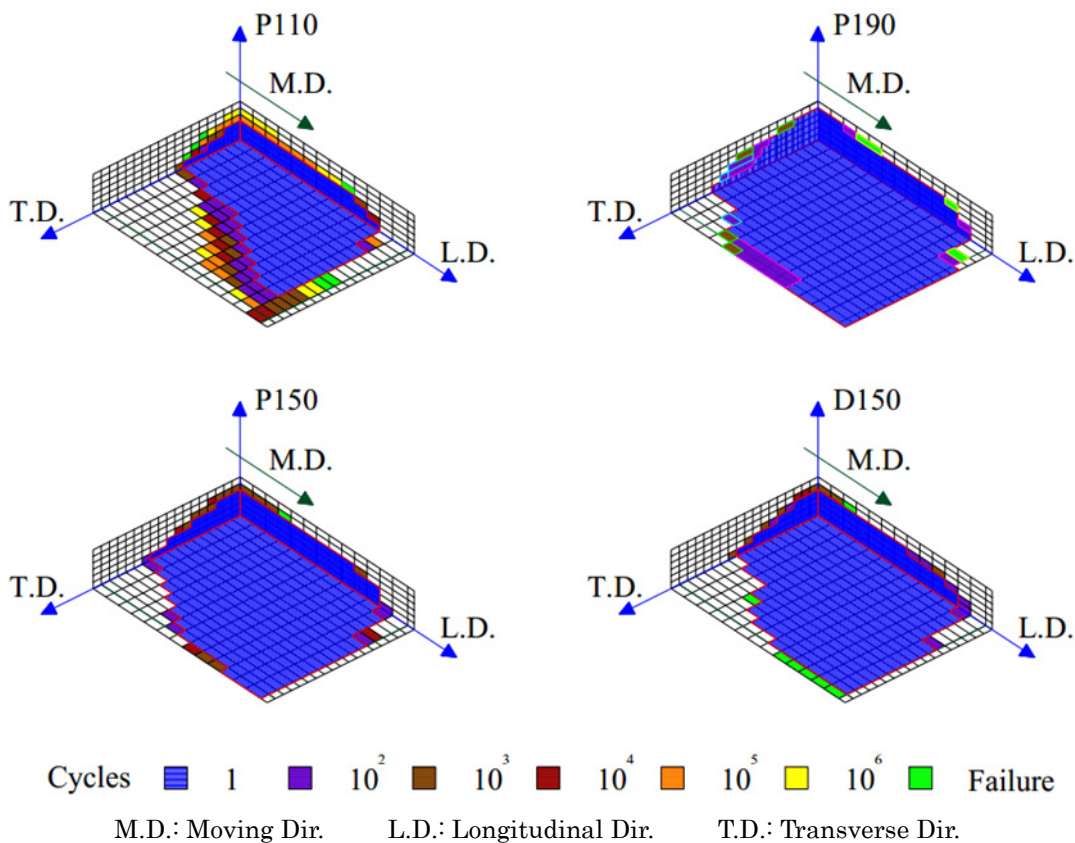 P110
M.D.
T.D.
L.D.
P190
M.D.
T.D.
L.D.
P150
M.D.
T.D.
L.D.
D150
M.D.
T.D.
L.D.
Cycles 1 10² 10³ 10⁴ 10⁵ 10⁶ Failure
M.D.: Moving Dir. L.D.: Longitudinal Dir. T.D.: Transverse Dir.